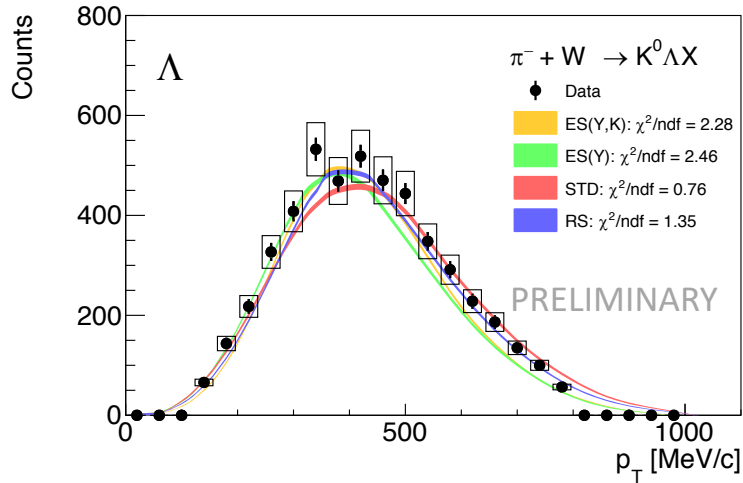 Counts
800
600
400
200
0
Λ
π⁻ + W → K⁰ΛX
Data
ES(Y,K): χ²/ndf = 2.28
ES(Y): χ²/ndf = 2.46
STD: χ²/ndf = 0.76
RS: χ²/ndf = 1.35
PRELIMINARY
0 500 1000
p_T [MeV/c]